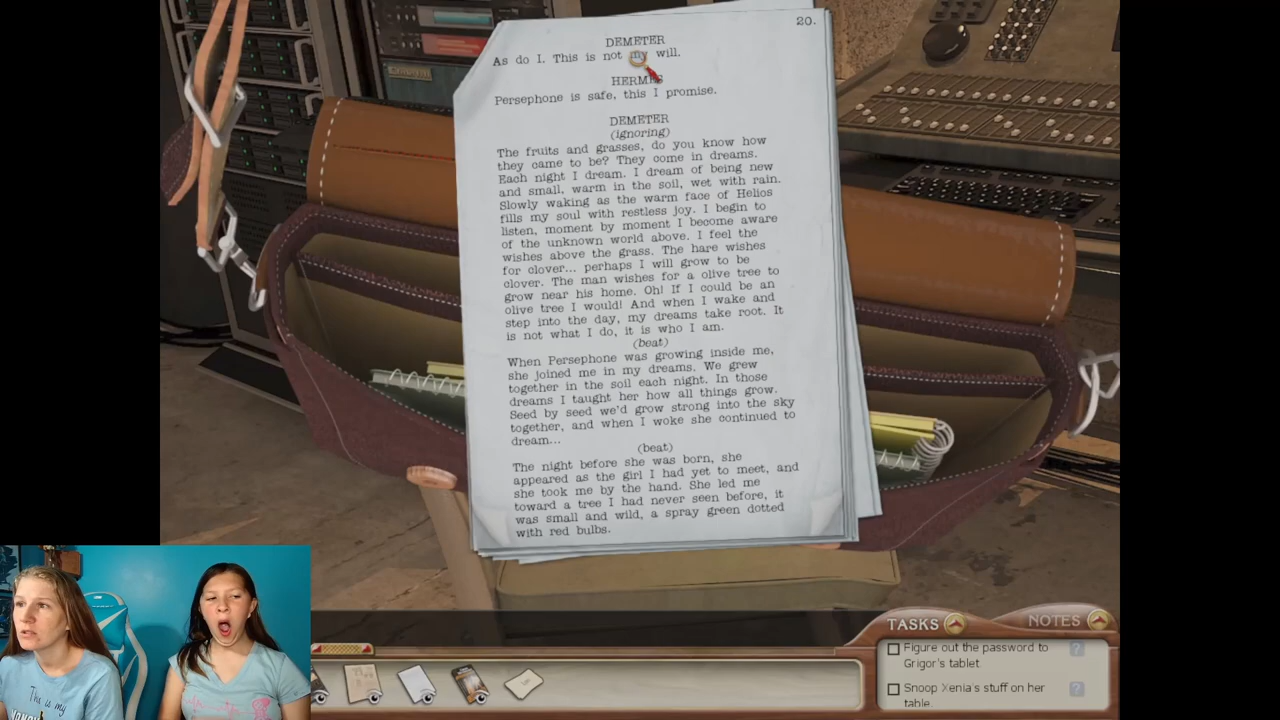 20.
DEMETER
As do I. This is not my will.
HERMES
Persephone is safe, this I promise.
DEMETER
(ignoring)
The fruits and grasses, do you know how
they came to be? They come in dreams.
Each night I dream. I dream of being new
and small, warm in the soil, wet with rain.
Slowly waking as the warm face of Helios
fills my soul with restless joy. I begin to
listen, moment by moment I become aware
of the unknown world above. I feel the
wishes above the grass. The hare wishes
for clover... perhaps I will grow to be
clover. The man wishes for a olive tree to
grow near his home. Oh! If I could be an
olive tree I would! And when I wake and
step into the day, my dreams take root. It
is not what I do, it is who I am.
(beat)
When Persephone was growing inside me,
she joined me in my dreams. We grew
together in the soil each night. In those
dreams I taught her how all things grow.
Seed by seed we'd grow strong into the sky
together, and when I woke she continued to
dream...
(beat)
The night before she was born, she
appeared as the girl I had yet to meet, and
she took me by the hand. She led me
toward a tree I had never seen before, it
was small and wild, a spray green dotted
with red bulbs.
TASKS
NOTES
Figure out the password to
Grigor's tablet
?
Snoop Xenia's stuff on her
table.
?
This is my